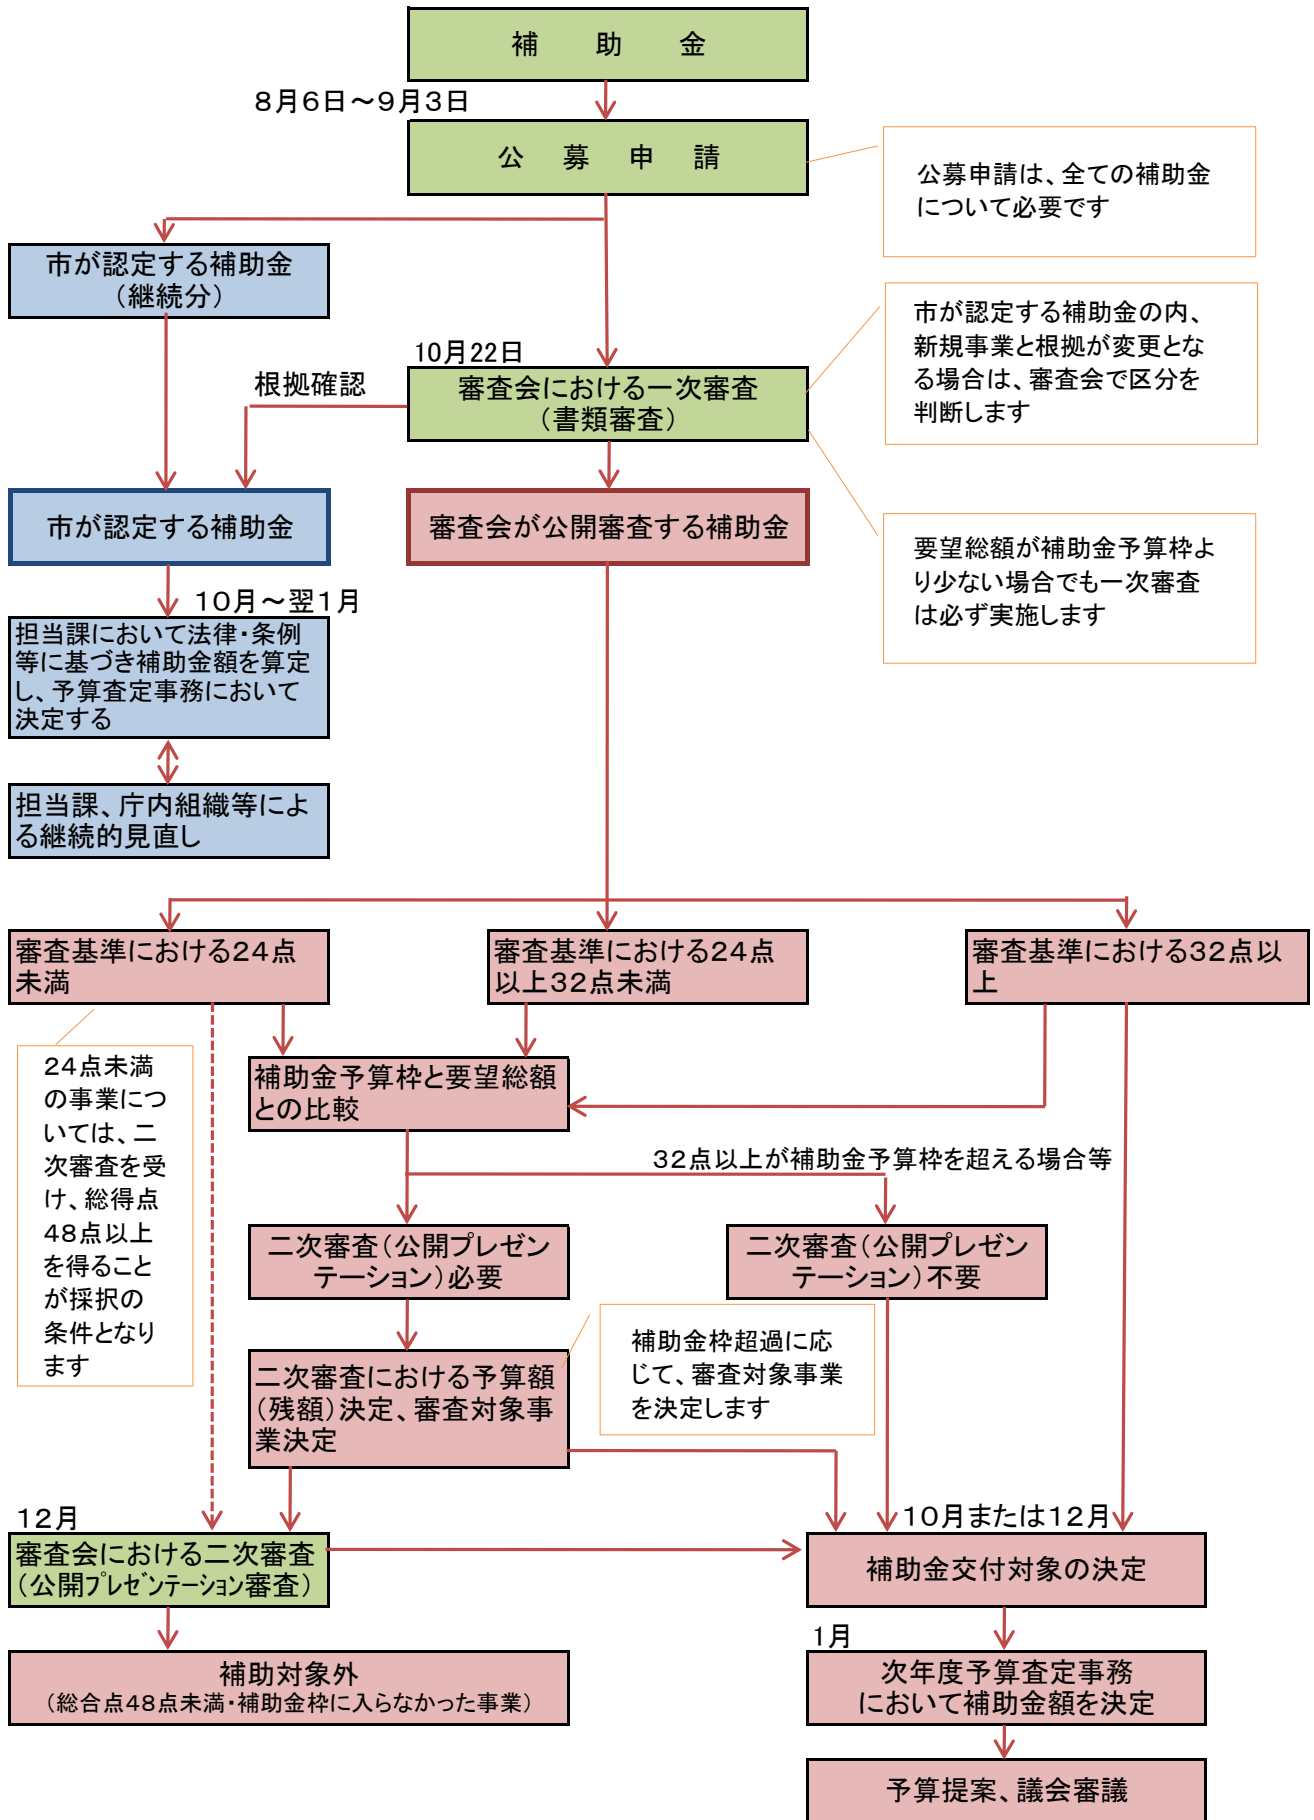 補　助　金
８月６日～９月３日
公　募　申　請
公募申請は、全ての補助金
について必要です
市が認定する補助金
（継続分）
市が認定する補助金の内、
新規事業と根拠が変更とな
る場合は、審査会で区分を
判断します
10月22日
根拠確認
審査会における一次審査
（書類審査）
市が認定する補助金
審査会が公開審査する補助金
要望総額が補助金予算枠よ
り少ない場合でも一次審査
は必ず実施します
１０月～翌１月
担当課において法律・条例
等に基づき補助金額を算定
し、予算査定事務において
決定する
担当課、庁内組織等によ
る継続的見直し
審査基準における２４点
未満
審査基準における２４点
以上３２点未満
審査基準における３２点以
上
２４点未満
の事業につ
いては、二
次審査を受
け、総得点
４８点以上
を得ること
が採択の
条件となり
ます
補助金予算枠と要望総額
との比較
３２点以上が補助金予算枠を超える場合等
二次審査（公開プレゼン
テーション）必要
二次審査（公開プレゼン
テーション）不要
補助金枠超過に応
じて、審査対象事業
を決定します
二次審査における予算額
（残額）決定、審査対象事
業決定
１２月
１０月または１２月
審査会における二次審査
（公開ﾌﾟﾚｾﾞﾝﾃｰｼｮﾝ審査）
補助金交付対象の決定
１月
補助対象外
（総合点４８点未満・補助金枠に入らなかった事業）
次年度予算査定事務
において補助金額を決定
予算提案、議会審議